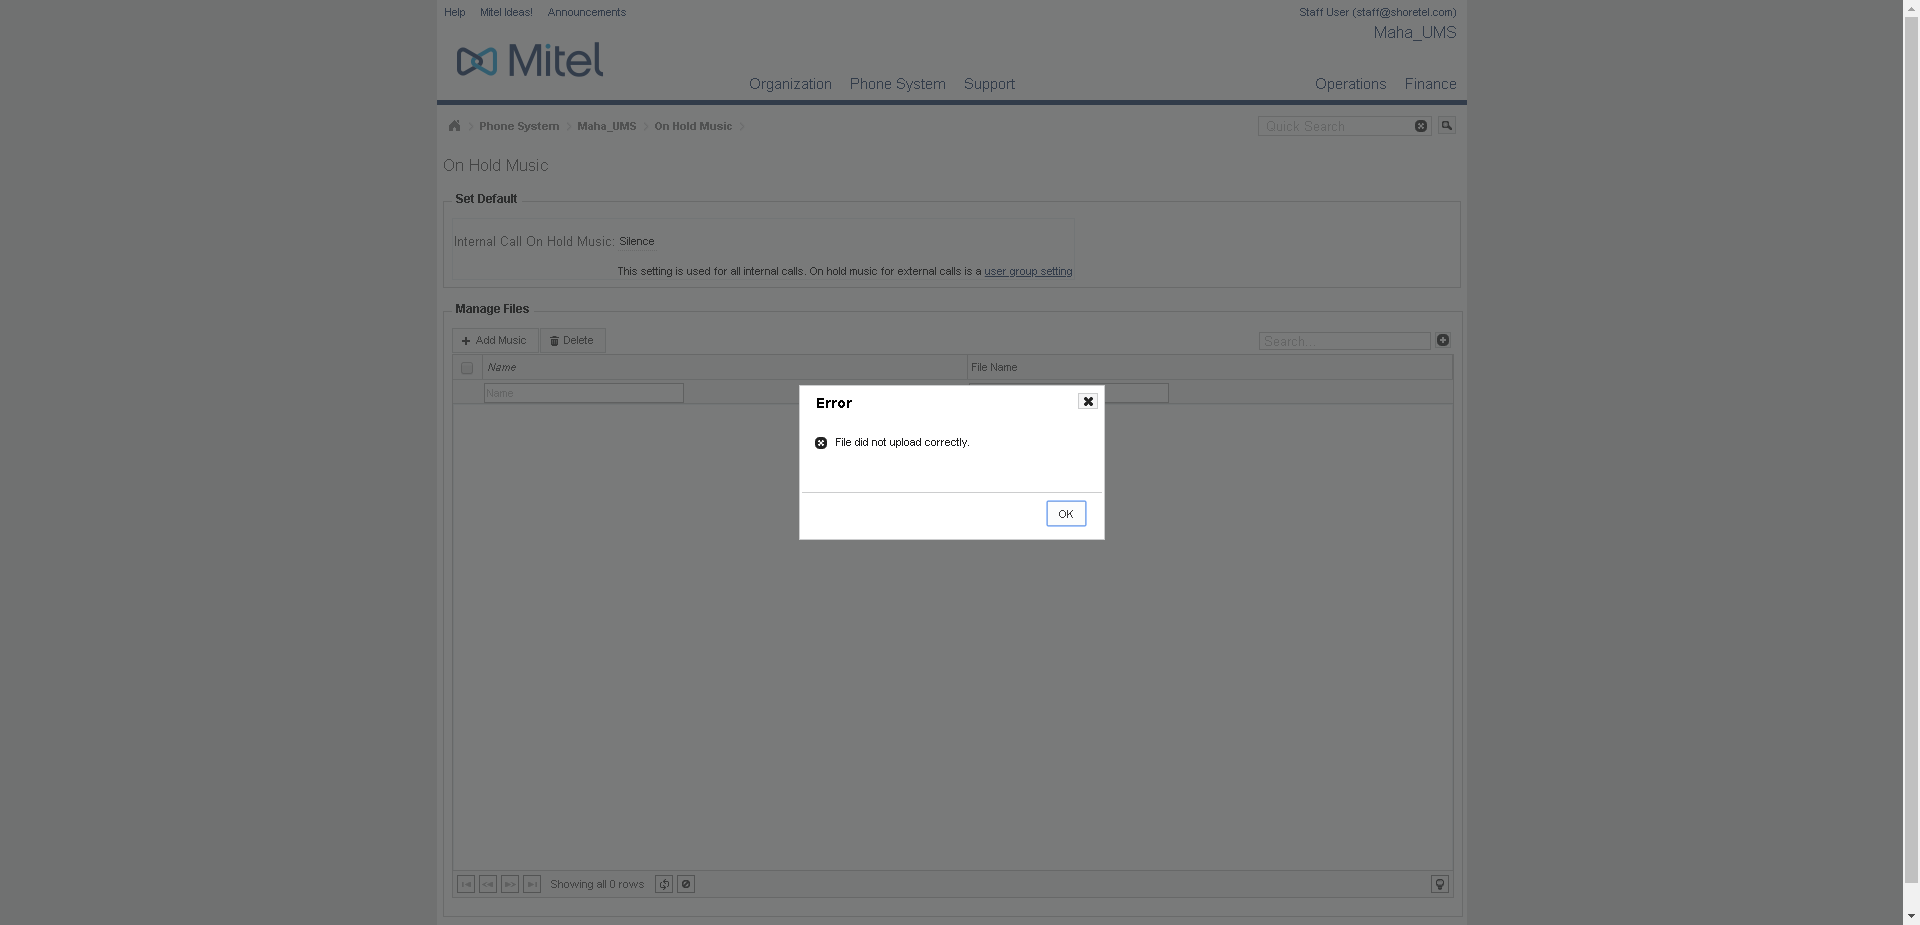 Help Mitel Ideas! Announcements Staff User (staff@shoretel.com)
Maha_UMS
Mitel
Organization Phone System Support Operations Finance
Phone System Maha_UMS On Hold Music Quick Search
On Hold Music
Set Default
Internal Call On Hold Music: Silence
This setting is used for all internal calls. On hold music for external calls is a user group setting
Manage Files
Add Music Delete Search...
Name File Name
Name
Error
File did not upload correctly.
OK
Showing all 0 rows